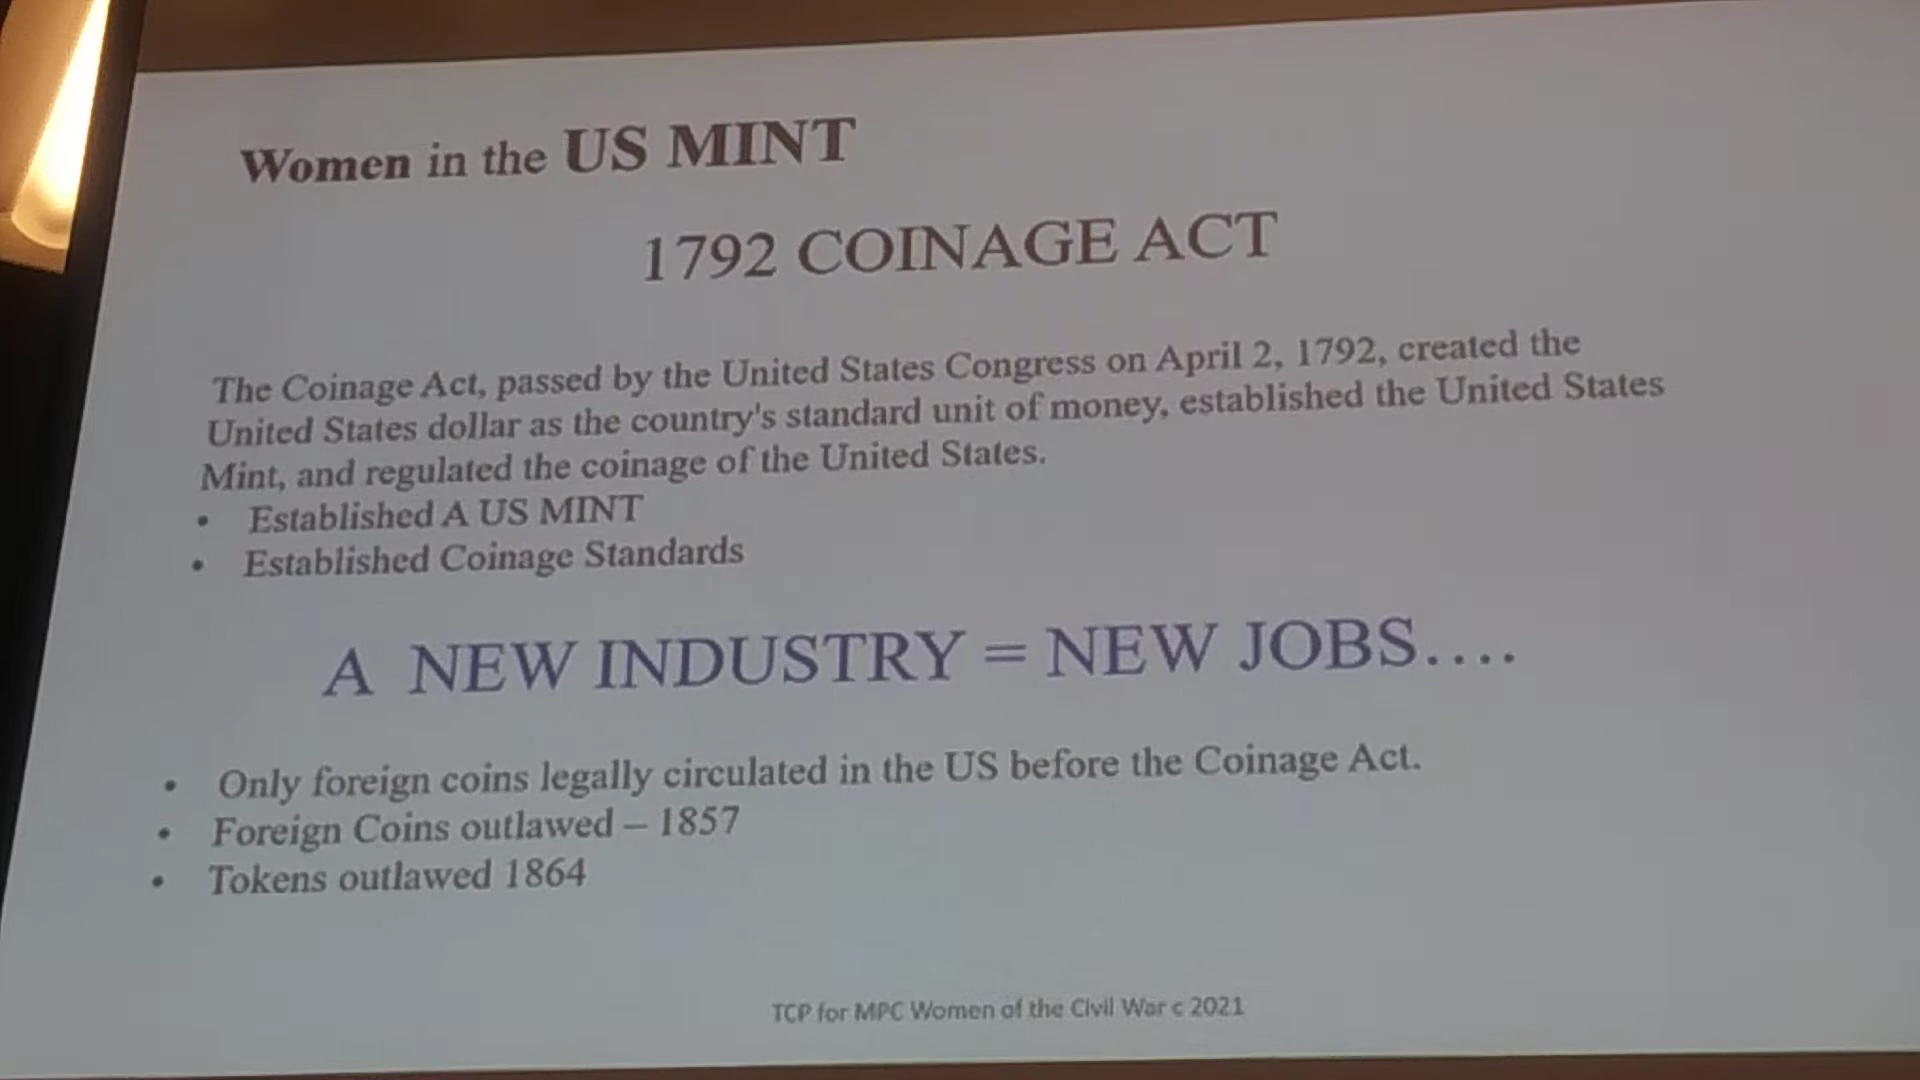 Women in the US MINT
1792 COINAGE ACT
The Coinage Act, passed by the United States Congress on April 2, 1792, created the
United States dollar as the country's standard unit of money, established the United States
Mint, and regulated the coinage of the United States.
• Established A US MINT
• Established Coinage Standards
A NEW INDUSTRY = NEW JOBS....
• Only foreign coins legally circulated in the US before the Coinage Act.
• Foreign Coins outlawed – 1857
• Tokens outlawed 1864
TCP for MPC Women of the Civil War c 2021